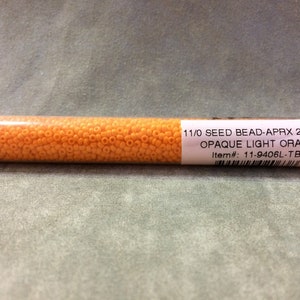 11/0 SEED BEAD-APRX 2
OPAQUE LIGHT ORA
Item#: 11-9406L-TB